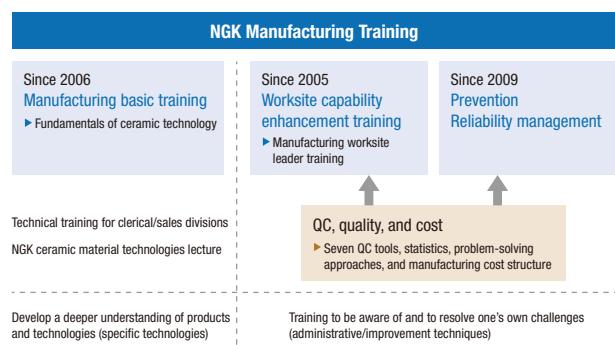 NGK Manufacturing Training
Since 2006
Manufacturing basic training
▶ Fundamentals of ceramic technology
Since 2005
Worksite capability
enhancement training
▶ Manufacturing worksite
leader training
Since 2009
Prevention
Reliability management
Technical training for clerical/sales divisions
NGK ceramic material technologies lecture
QC, quality, and cost
▶ Seven QC tools, statistics, problem-solving
approaches, and manufacturing cost structure
Develop a deeper understanding of products
and technologies (specific technologies)
Training to be aware of and to resolve one's own challenges
(administrative/improvement techniques)